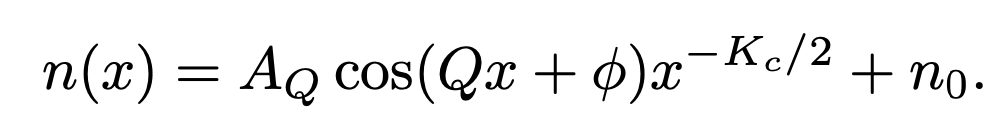 n(x) = A_Q cos(Qx + ϕ)x^{−K_c/2} + n_0.